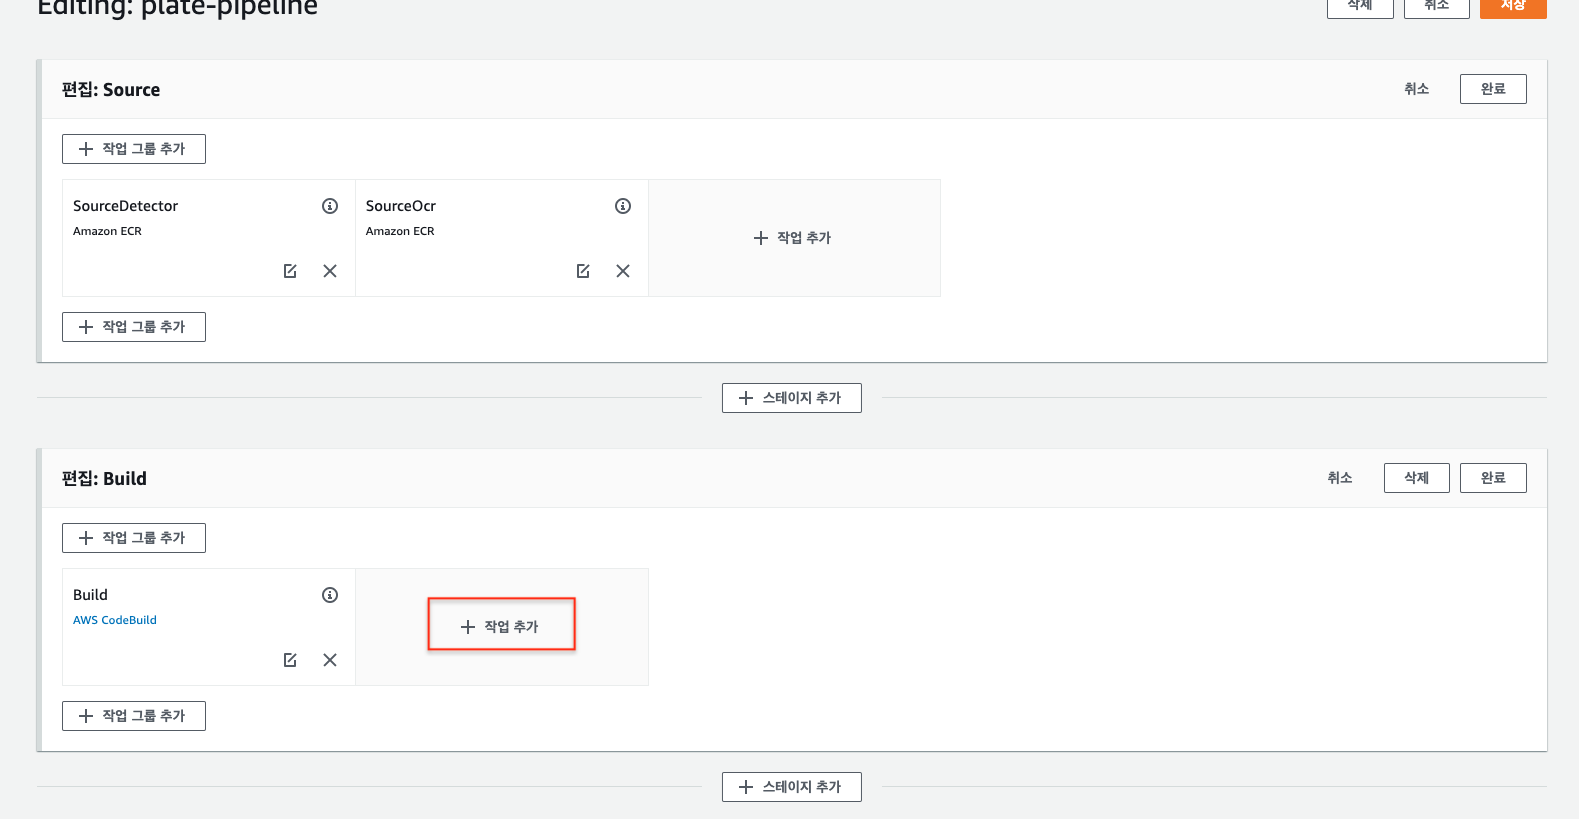 Editing: plate-pipeline
삭제 취소 저장
편집: Source
취소 완료
작업 그룹 추가
SourceDetector
Amazon ECR
SourceOcr
Amazon ECR
작업 추가
작업 그룹 추가
스테이지 추가
편집: Build
취소 삭제 완료
작업 그룹 추가
Build
AWS CodeBuild
작업 추가
작업 그룹 추가
스테이지 추가